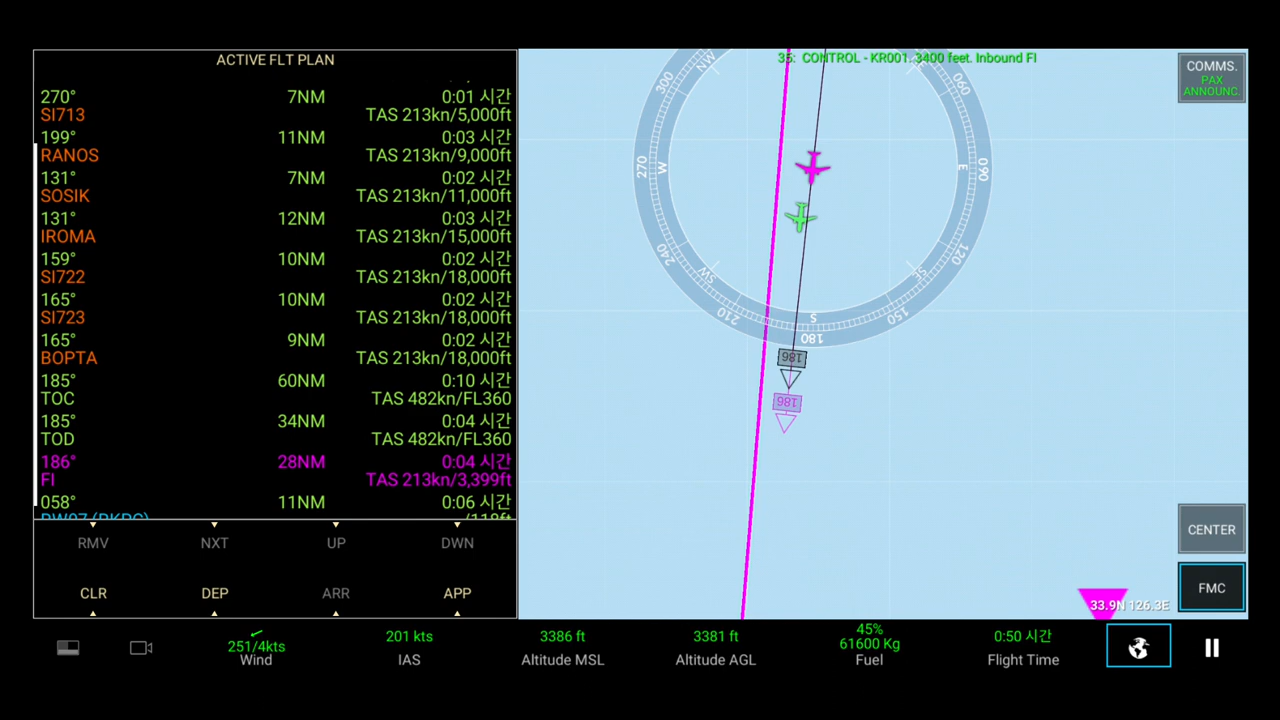 ACTIVE FLT PLAN
270° 7NM 0:01 시간
SI713 TAS 213kn/5,000ft
199° 11NM 0:03 시간
RANOS TAS 213kn/9,000ft
131° 7NM 0:02 시간
SOSIK TAS 213kn/11,000ft
131° 12NM 0:03 시간
IROMA TAS 213kn/15,000ft
159° 10NM 0:02 시간
SI722 TAS 213kn/18,000ft
165° 10NM 0:02 시간
SI723 TAS 213kn/18,000ft
165° 9NM 0:02 시간
BOPTA TAS 213kn/18,000ft
185° 60NM 0:10 시간
TOC TAS 482kn/FL360
185° 34NM 0:04 시간
TOD TAS 482kn/FL360
186° 28NM 0:04 시간
FI TAS 213kn/3,399ft
058° 11NM 0:06 시간
RMV NXT UP DWN
CLR DEP ARR APP
CONTROL - KR001. 3400 feet. Inbound FI
NW
300
060
270
W
E
090
240
SW
SE
120
210
S
180
150
186
186
COMMS.
PAX
ANNOUNC.
CENTER
FMC
33.9N 126.3E
251/4kts
Wind
201 kts
IAS
3386 ft
Altitude MSL
3381 ft
Altitude AGL
45%
61600 Kg
Fuel
0:50 시간
Flight Time